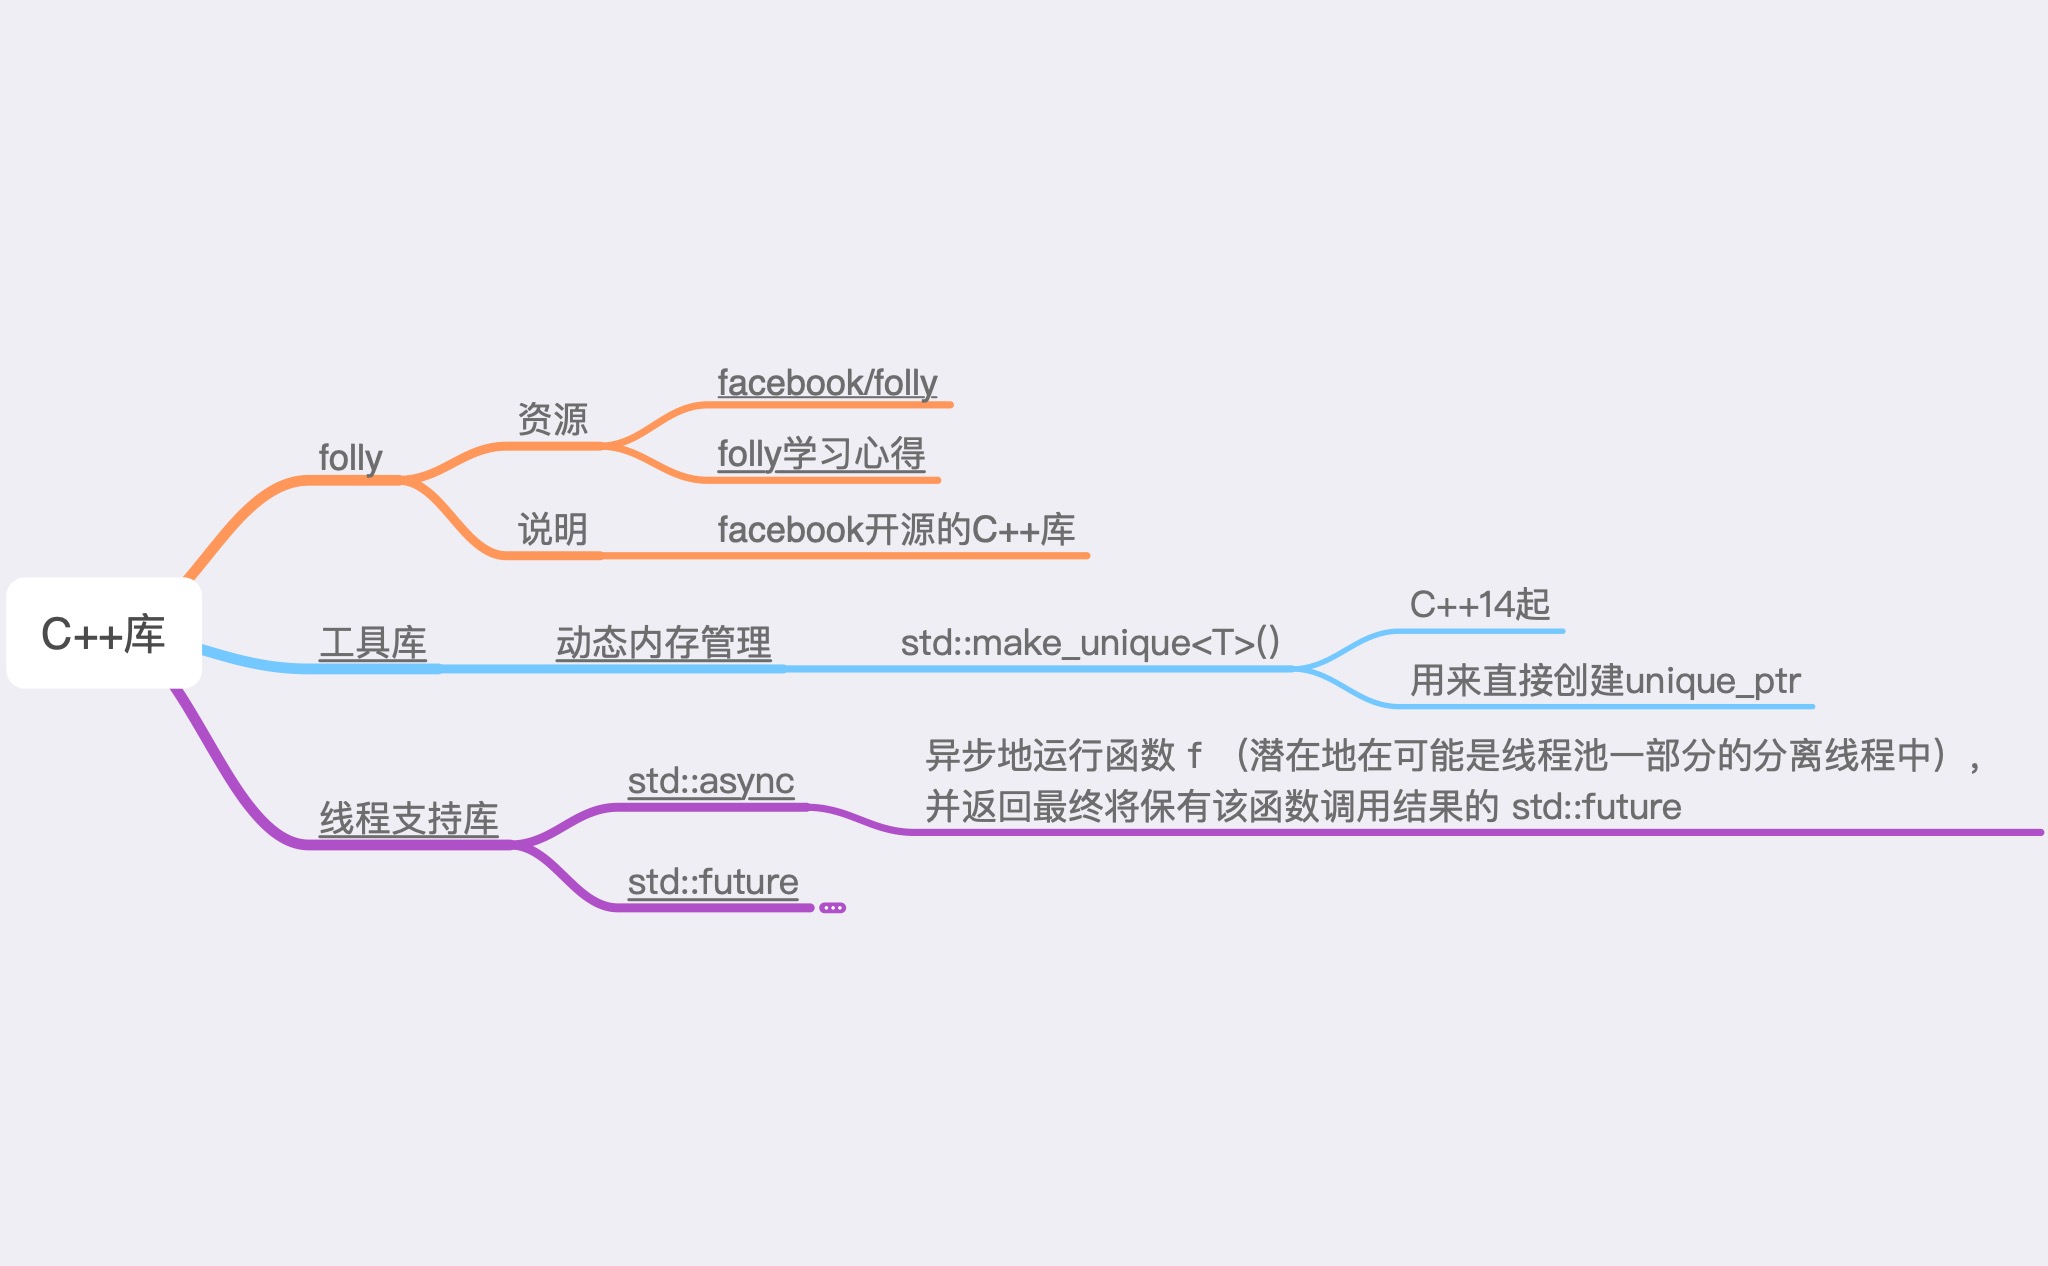 C++库
folly
资源
facebook/folly
folly学习心得
说明
facebook开源的C++库
工具库
动态内存管理
std::make_unique<T>()
C++14起
用来直接创建unique_ptr
线程支持库
std::async
异步地运行函数 f （潜在地在可能是线程池一部分的分离线程中），
并返回最终将保有该函数调用结果的 std::future
std::future